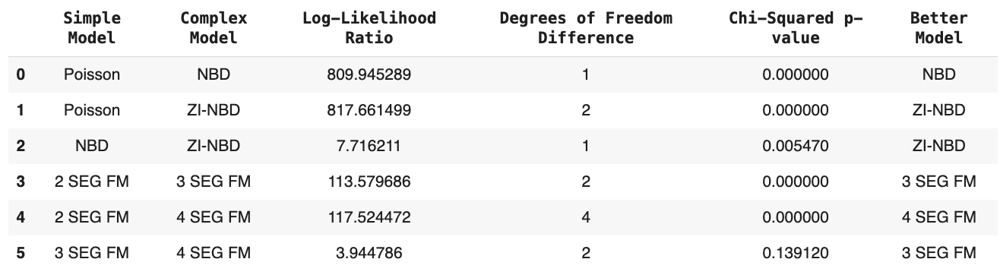 Simple Model Complex Model Log-Likelihood Ratio Degrees of Freedom Difference Chi-Squared p-value Better Model
0 Poisson NBD 809.945289 1 0.000000 NBD
1 Poisson ZI-NBD 817.661499 2 0.000000 ZI-NBD
2 NBD ZI-NBD 7.716211 1 0.005470 ZI-NBD
3 2 SEG FM 3 SEG FM 113.579686 2 0.000000 3 SEG FM
4 2 SEG FM 4 SEG FM 117.524472 4 0.000000 4 SEG FM
5 3 SEG FM 4 SEG FM 3.944786 2 0.139120 3 SEG FM